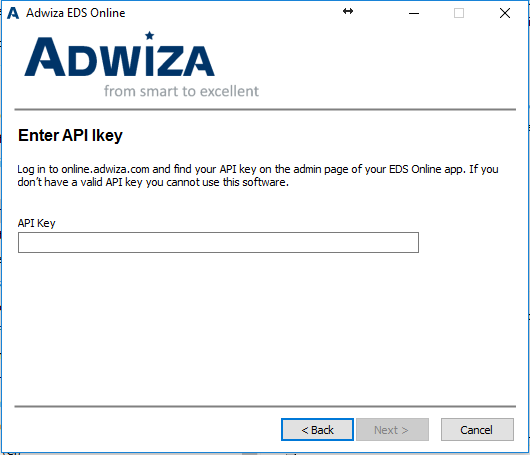 Adwiza EDS Online
ADWIZA
from smart to excellent
Enter API Ikey
Log in to online.adwiza.com and find your API key on the admin page of your EDS Online app. If you
don't have a valid API key you cannot use this software.
API Key
< Back
Next >
Cancel